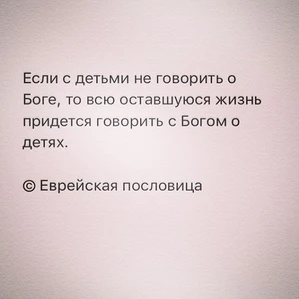 Если с детьми не говорить о
Боге, то всю оставшуюся жизнь
придется говорить с Богом о
детях.
© Еврейская пословица